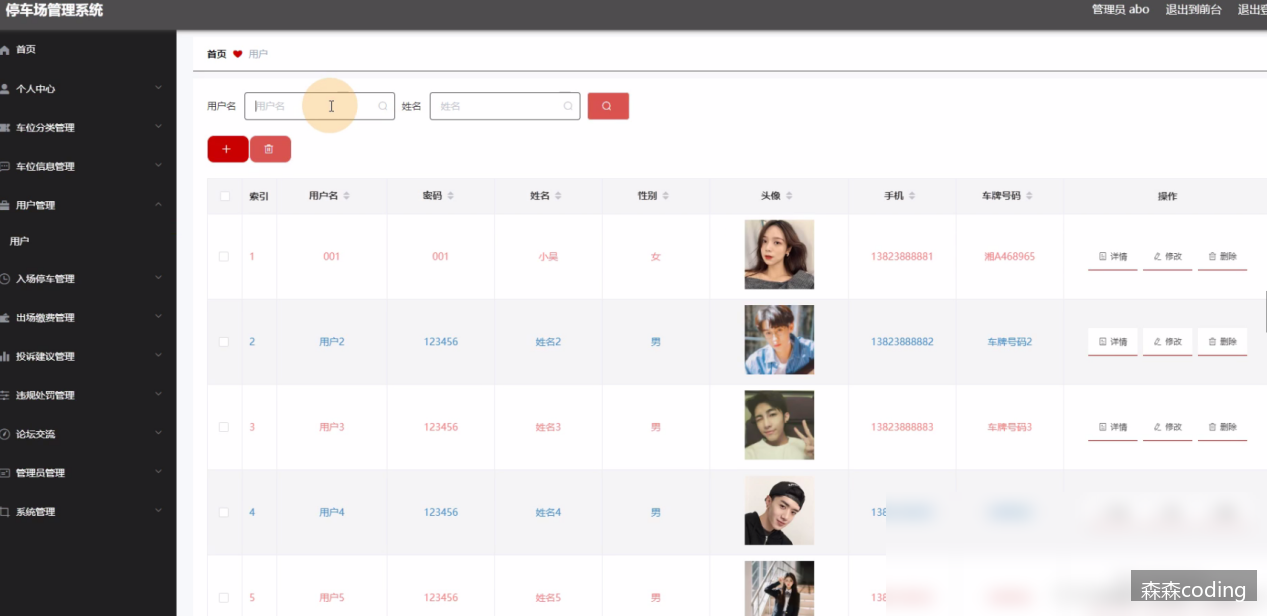 停车场管理系统
管理员 abo 退出到前台 退出登
首页
个人中心
车位分类管理
车位信息管理
用户管理
用户
入场停车管理
出场缴费管理
投诉建议管理
违规处罚管理
论坛交流
管理员管理
系统管理
首页 用户
用户名 用户名 姓名 姓名
索引 用户名 密码 姓名 性别 头像 手机 车牌号码 操作
1 001 001 小吴 女 13823888881 湘A468965 详情 修改 删除
2 用户2 123456 姓名2 男 13823888882 车牌号码2 详情 修改 删除
3 用户3 123456 姓名3 男 13823888883 车牌号码3 详情 修改 删除
4 用户4 123456 姓名4 男 138
5 用户5 123456 姓名5 男 138
森森coding